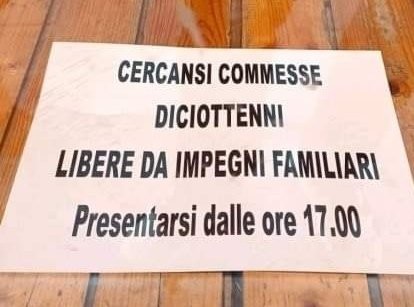 CERCANSI COMMESSE
DICIOTTENNI
LIBERE DA IMPEGNI FAMILIARI
Presentarsi dalle ore 17.00